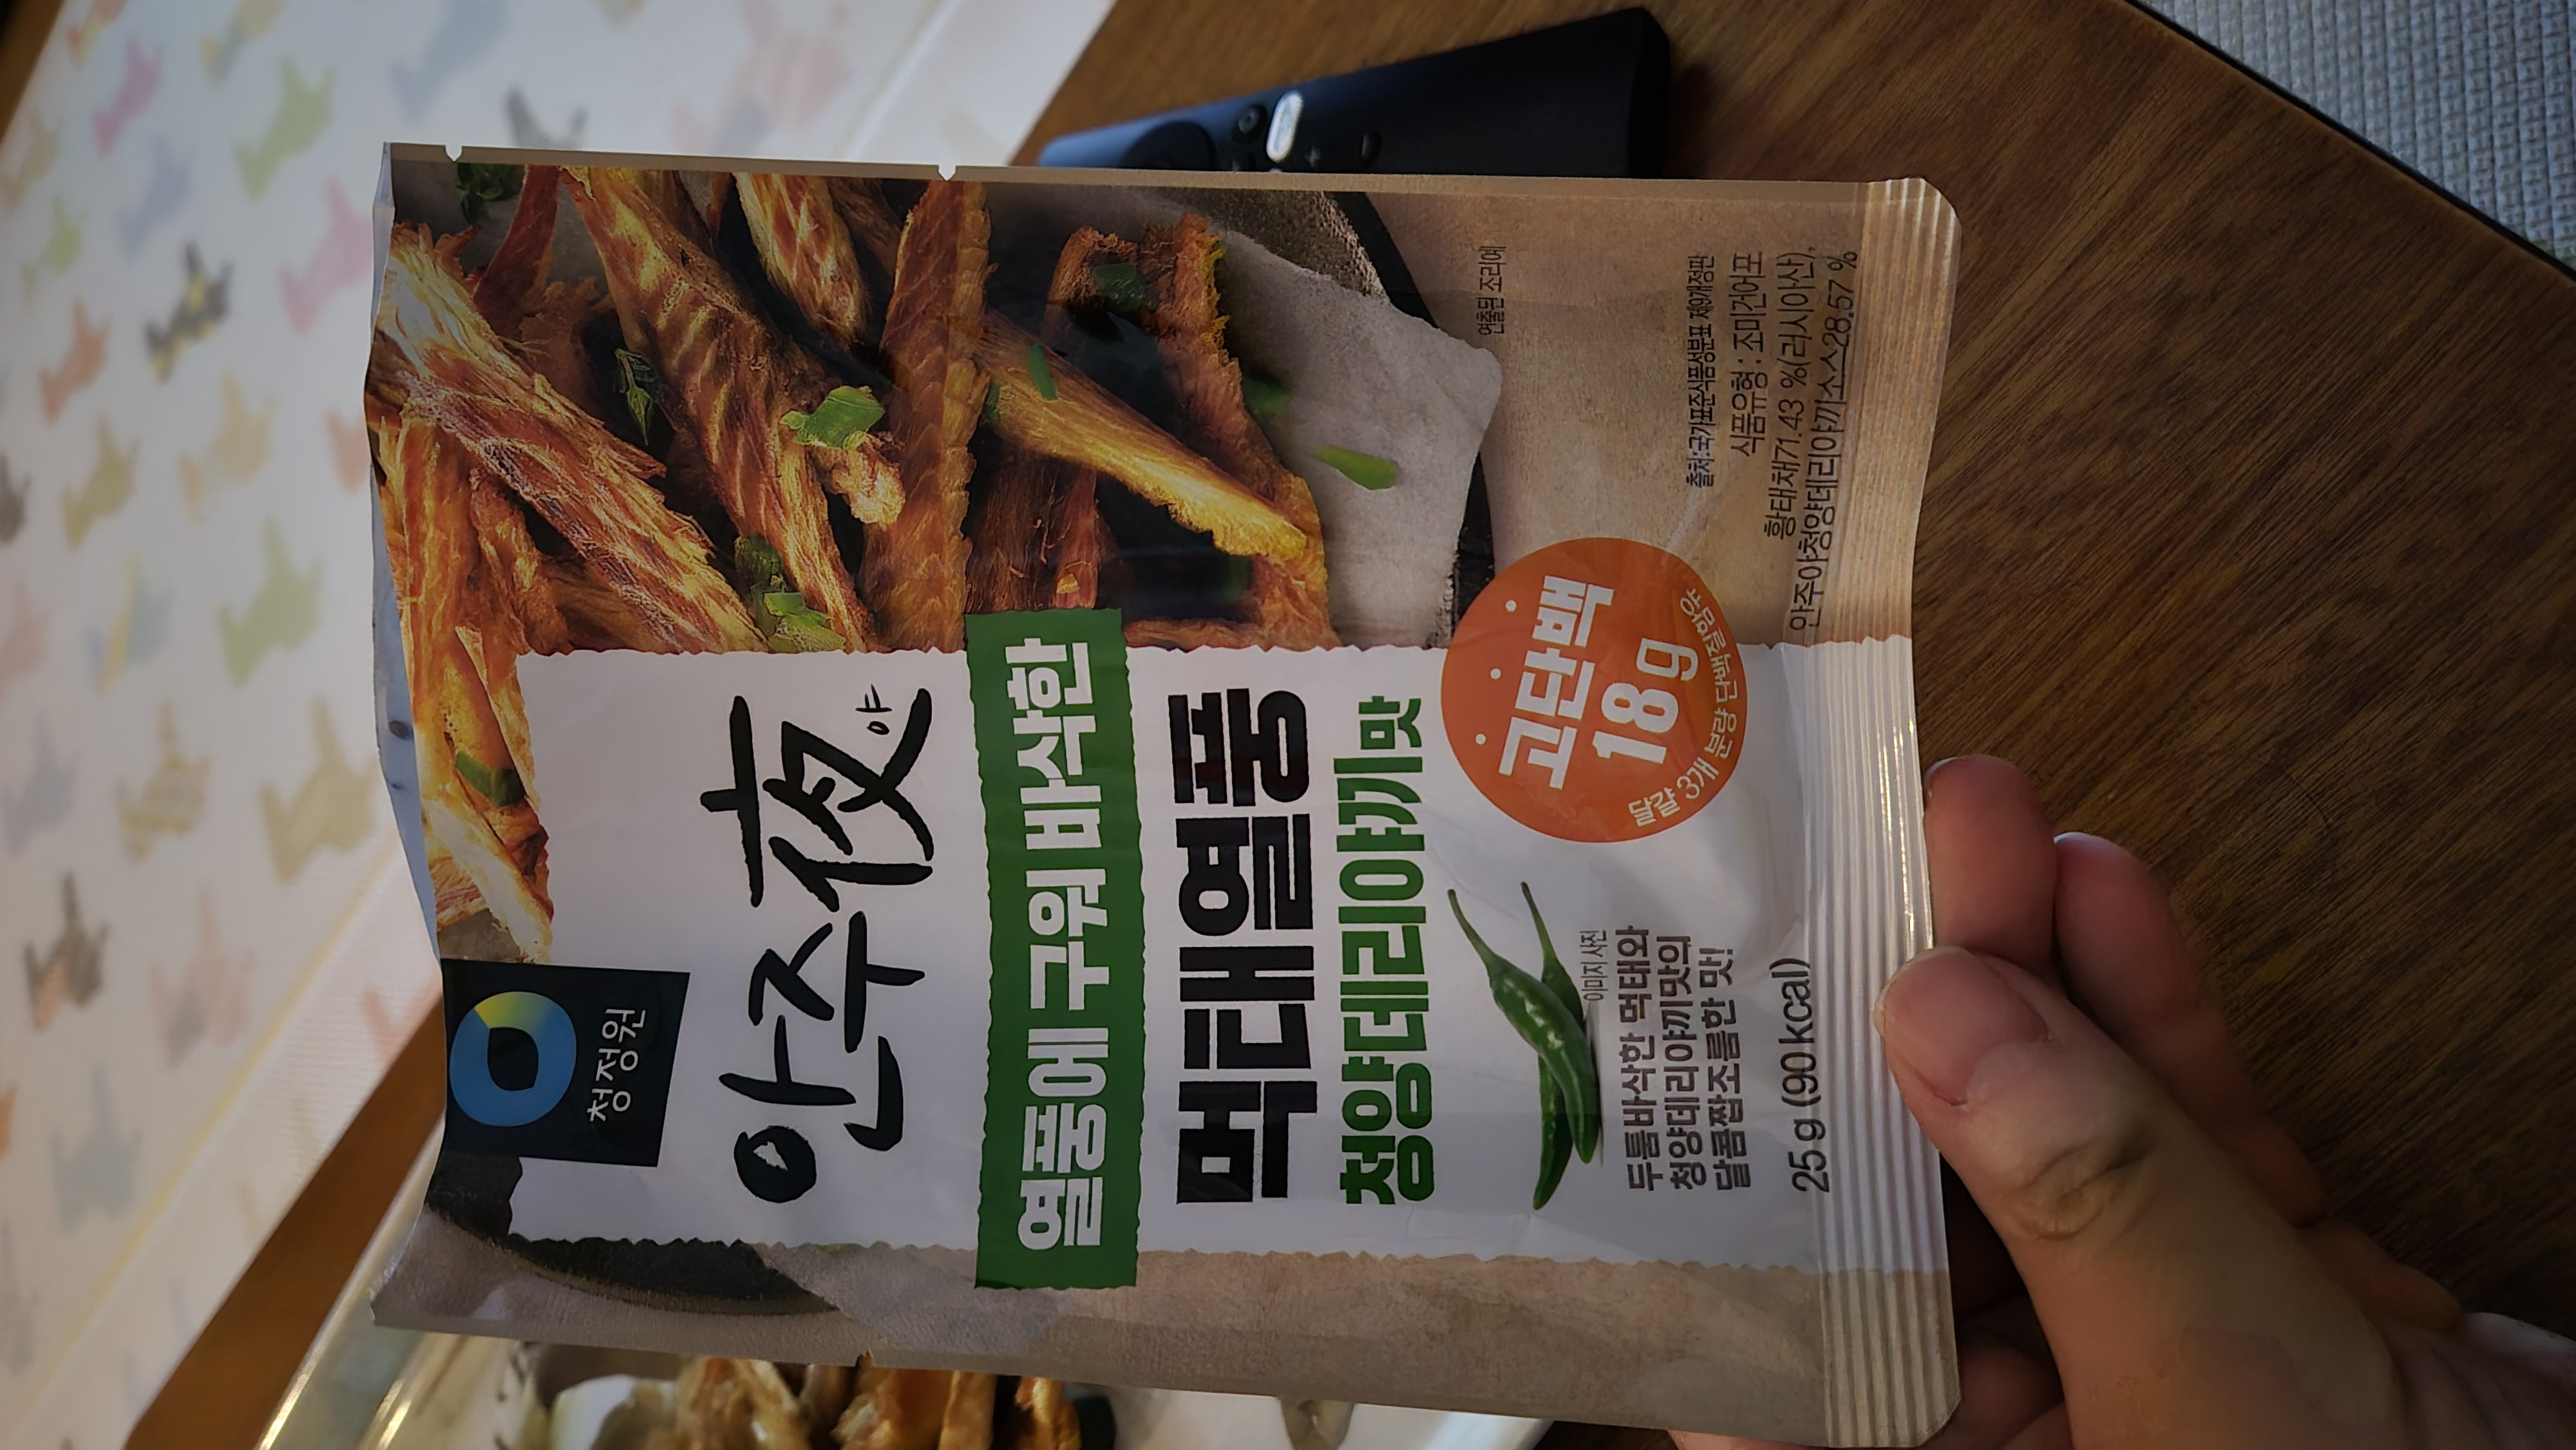 청정원
안주夜
야
열풍에 구워 바삭한
먹태열풍
청양데리야끼맛
연출된 조리예
고단백
18g
달걀 3개 분량 단백질함유
이미지 사진
두툼바삭한 먹태와
청양데리야끼맛의
달콤짭조름한 맛!
25g (90 kcal)
출처:국가표준식품성분표 제9개정판
식품유형 : 조미건어포
황태채71.43 %(러시아산),
안주야청양데리야끼소스28.57 %